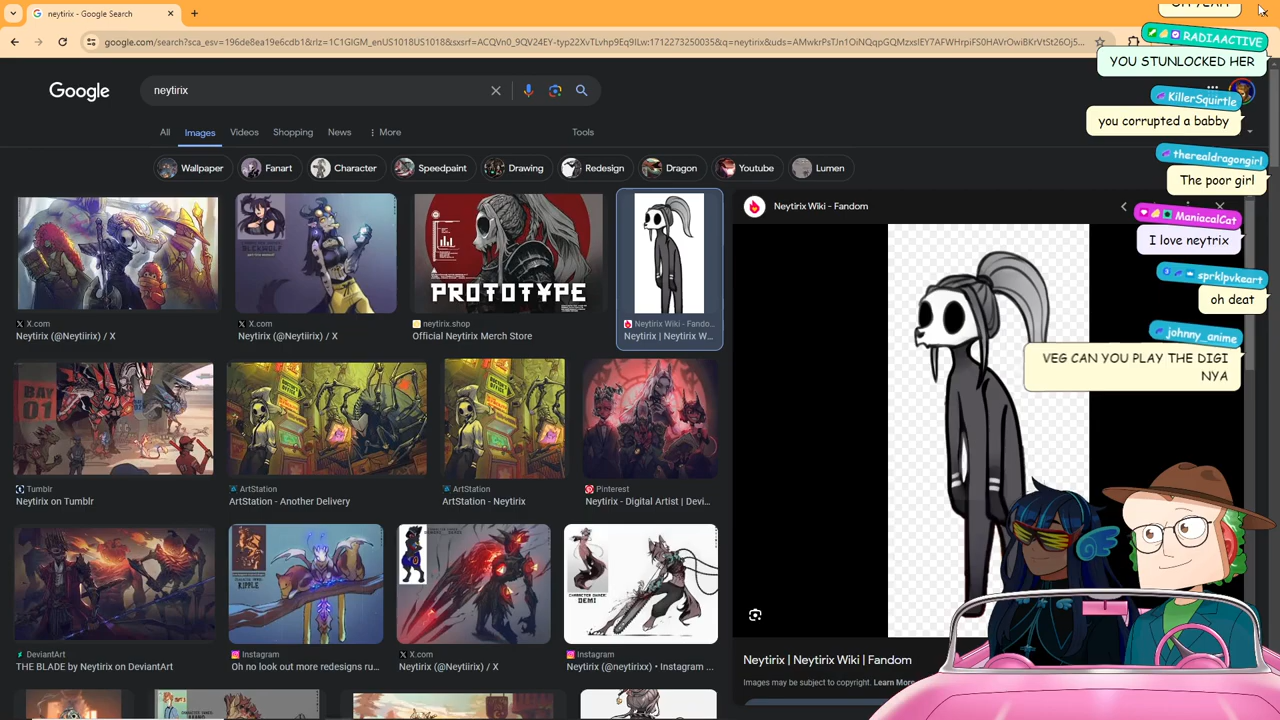 neytirix - Google Search
OH YEAH
google.com/search?sca_esv=196de8ea19e6cdb1&rlz=1C1GIGM_enUS1018US1018&sxsrf=ACQVn0_9QV24EY-typ22XvTLvhp9Eq9ILw:1712273250035&q=neytirix&uds=
RADIAACTIVE
YOU STUNLOCKED HER
Google
neytirix
KillerSquirtle
you corrupted a babby
All
Images
Videos
Shopping
News
More
Tools
therealdragongirl
The poor girl
Wallpaper
Fanart
Character
Speedpaint
Drawing
Redesign
Dragon
Youtube
Lumen
Neytirix Wiki - Fandom
ManiacalCat
I love neytrix
sprklpvkeart
oh deat
johnny_anime
VEG CAN YOU PLAY THE DIGI
NYA
PROTOTYPE
X.com
Neytirix (@Neytiirix) / X
X.com
Neytirix (@Neytiirix) / X
neytirix.shop
Official Neytirix Merch Store
Neytirix Wiki - Fando...
Neytirix | Neytirix W...
BAY
01
Tumblr
Neytirix on Tumblr
ArtStation
ArtStation - Another Delivery
ArtStation
ArtStation - Neytirix
Pinterest
Neytirix - Digital Artist | Devi...
RIPPLE
DEMI
DeviantArt
THE BLADE by Neytirix on DeviantArt
Instagram
Oh no look out more redesigns ru...
X.com
Neytirix (@Neytiirix) / X
Instagram
Neytirix (@neytirixx) • Instagram ...
Neytirix | Neytirix Wiki | Fandom
Images may be subject to copyright. Learn More